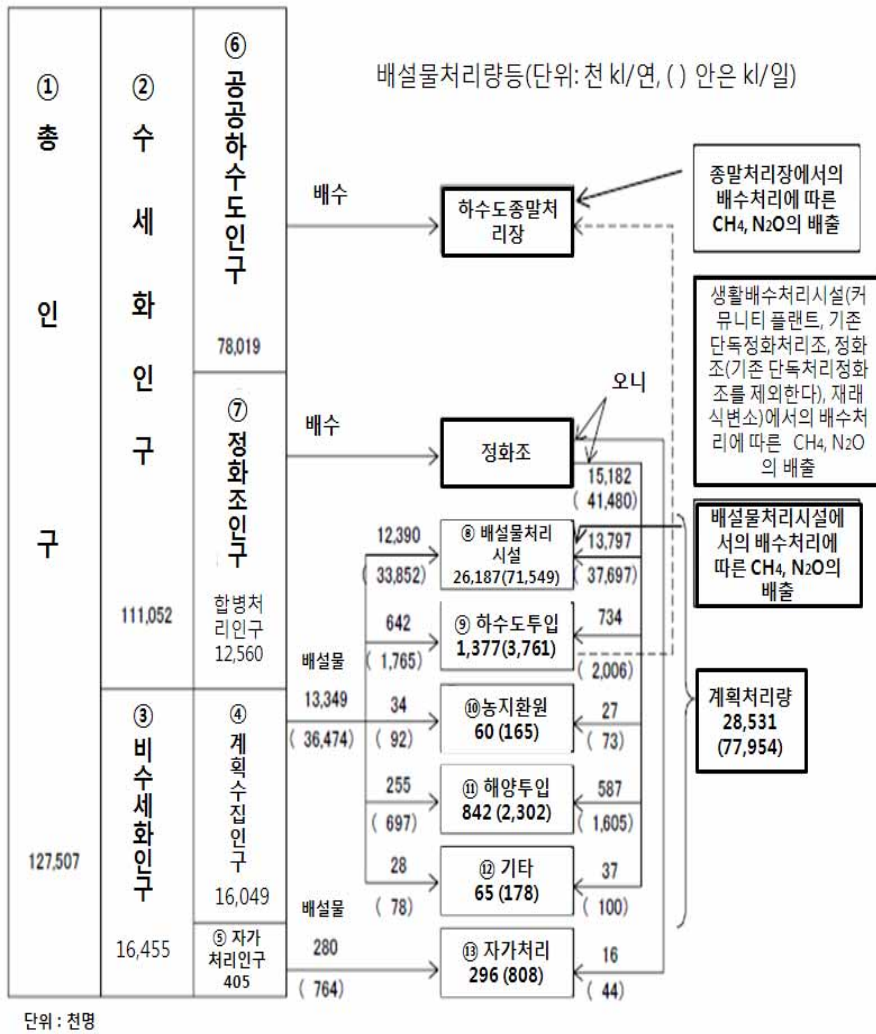 배설물처리량등(단위: 천 kl/연, ( ) 안은 kl/일)
①
총
인
구
127,507
②
수
세
화
인
구
111,052
③
비
수
세
화
인
구
16,455
⑥
공
공
하
수
도
인
구
78,019
⑦
정
화
조
인
구
합병처
리인구
12,560
④
계
획
수
집
인
구
16,049
⑤ 자가
처리인구
405
배수
하수도종말처
리장
종말처리장에서의
배수처리에 따른
CH4, N2O의 배출
배수
정화조
오니
15,182
( 41,480)
생활배수처리시설(커
뮤니티 플랜트, 기존
단독정화처리조, 정화
조(기존 단독처리정화
조를 제외한다), 재래
식변소)에서의 배수처
리에 따른 CH4, N2O
의 배출
배설물처리시설에
서의 배수처리에
따른 CH4, N2O의
배출
배설물
13,349
( 36,474)
12,390
(33,852)
⑧ 배설물처리
시설
26,187(71,549)
13,797
( 37,697)
642
( 1,765)
⑨ 하수도투입
1,377(3,761)
734
( 2,006)
34
( 92)
⑩농지환원
60 (165)
27
( 73)
255
( 697)
⑪ 해양투입
842 (2,302)
587
( 1,605)
28
( 78)
⑫ 기타
65 (178)
37
( 100)
계획처리량
28,531
(77,954)
배설물
280
( 764)
⑬ 자가처리
296 (808)
16
( 44)
단위 : 천명